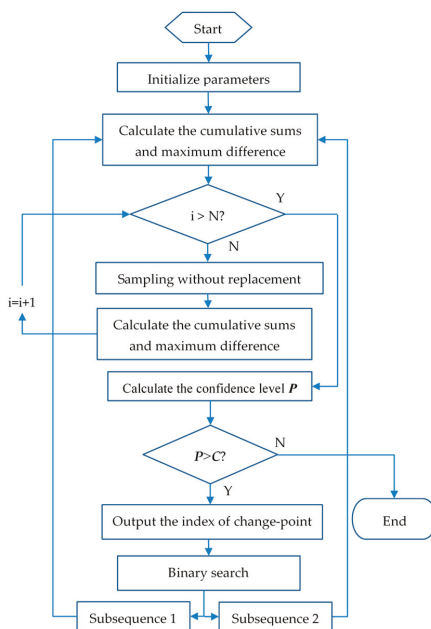 Start
Initialize parameters
Calculate the cumulative sums
and maximum difference
i > N?
Y
N
Sampling without replacement
i=i+1
Calculate the cumulative sums
and maximum difference
Calculate the confidence level P
P>C?
N
Y
Output the index of change-point
End
Binary search
Subsequence 1
Subsequence 2